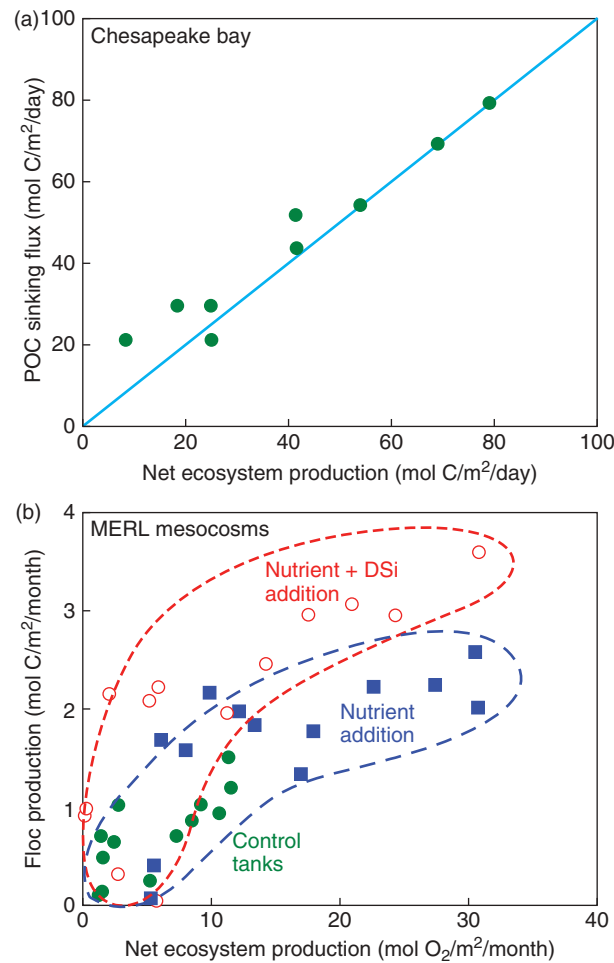 (a)
100
Chesapeake bay
80
60
40
20
0
POC sinking flux (mol C/m²/day)
0 20 40 60 80 100
Net ecosystem production (mol C/m²/day)
(b)
4
MERL mesocosms
3
2
1
0
Floc production (mol C/m²/month)
Nutrient + DSi
addition
Nutrient
addition
Control
tanks
0 10 20 30 40
Net ecosystem production (mol O₂/m²/month)